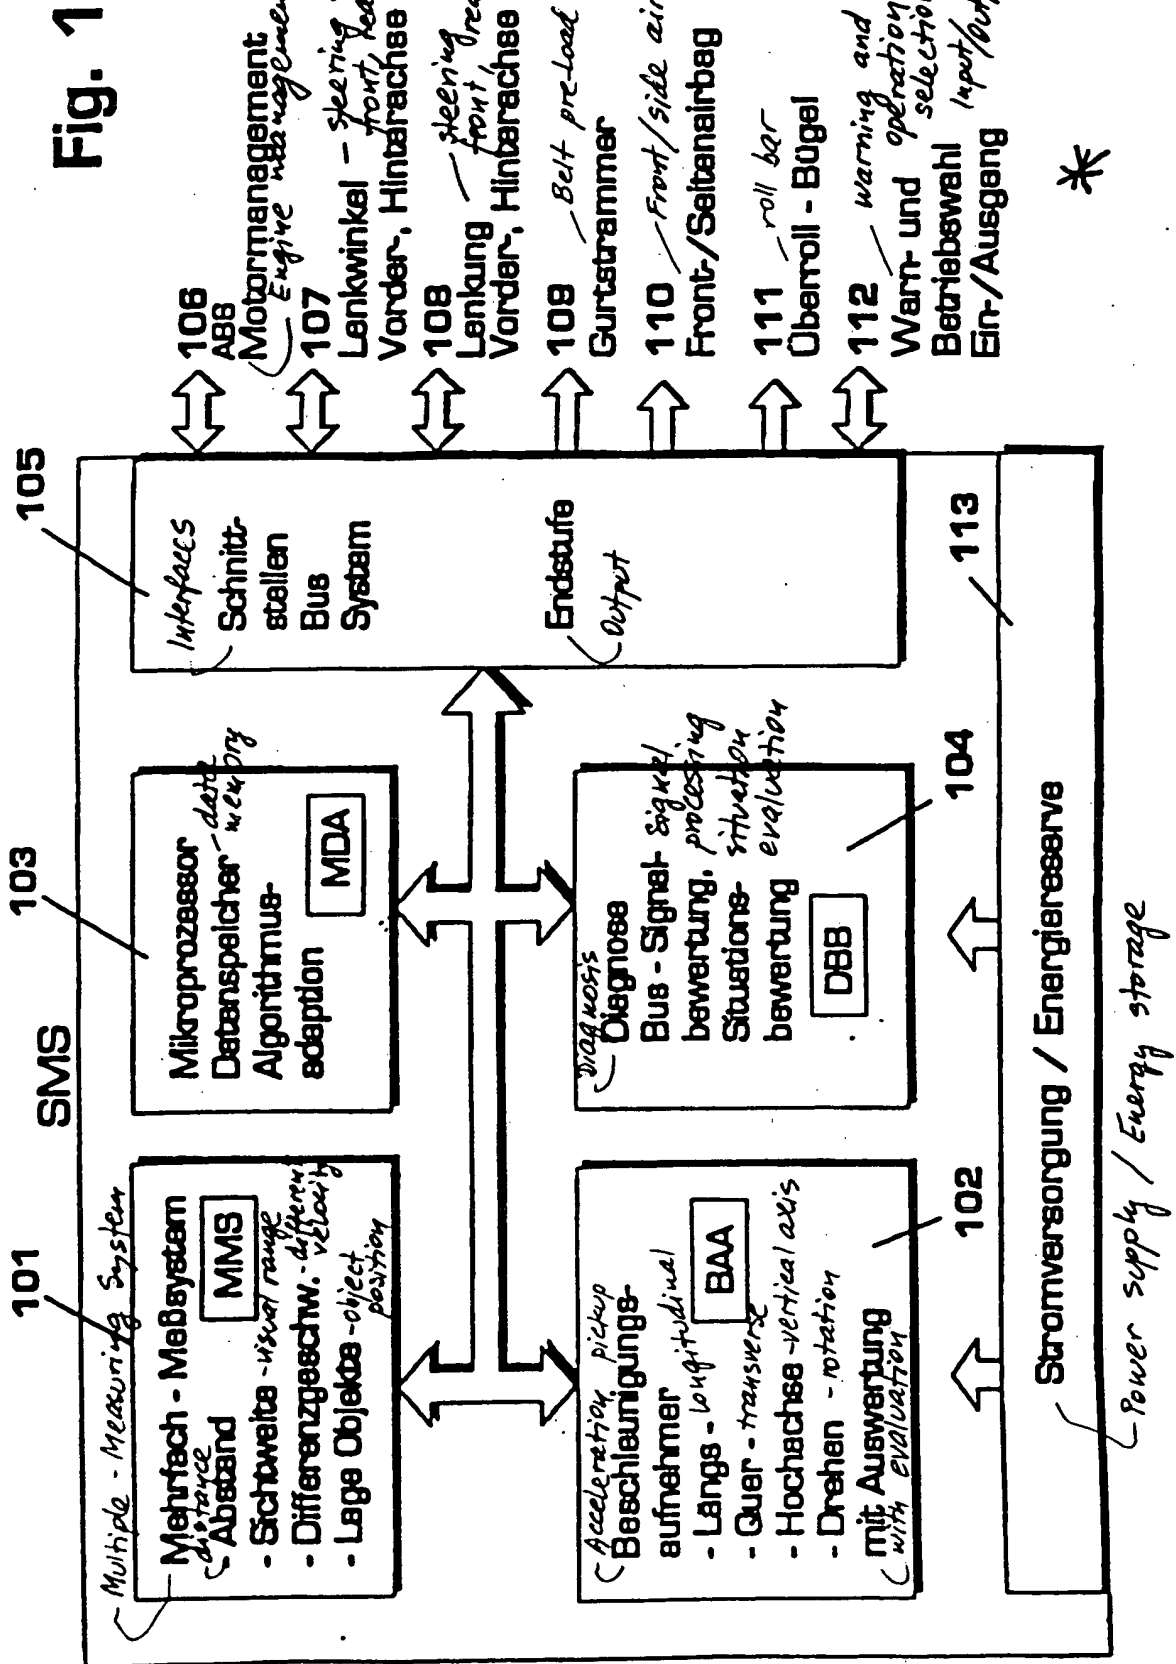 Fig. 1
SMS
101
Multiple-Measuring System
Mehrfach - Meßsystem
distance
- Abstand
MMS
- Sichtweite - visual range
- Differenzgeschw. - different
velocity
- Lage Objekte - object
position
103
Mikroprozessor
Datenspeicher - data
memory
Algorithmus-
adaption
MDA
105
Interfaces
Schnitt-
stellen
Bus
System
Endstufe
Output
Acceleration pickup
Beschleunigungs-
aufnehmer
- Längs - longitudinal
BAA
- Quer - transverse
- Hochachse - vertical axis
- Drehen - rotation
mit Auswertung
with evaluation
102
Diagnosis
Diagnose
Bus - Signal- signal
bewertung, processing
Situations- situation
bewertung evaluation
DBB
104
113
Stromversorgung / Energiereserve
Power supply / Energy storage
106
ABS
Motormanagement
Engine management
107
Lenkwinkel - steering
front,
Vorder-, Hinterachse
108
Lenkung - steering
front,
Vorder-, Hinterachse
109
Gurtstrammer
Belt pre-load
110
Front-/Seitenairbag
Front/side
111
Überroll - Bügel
roll bar
112
Warn- und
warning and
operation
Betriebswahl
selection
Ein-/Ausgang
Input/
*